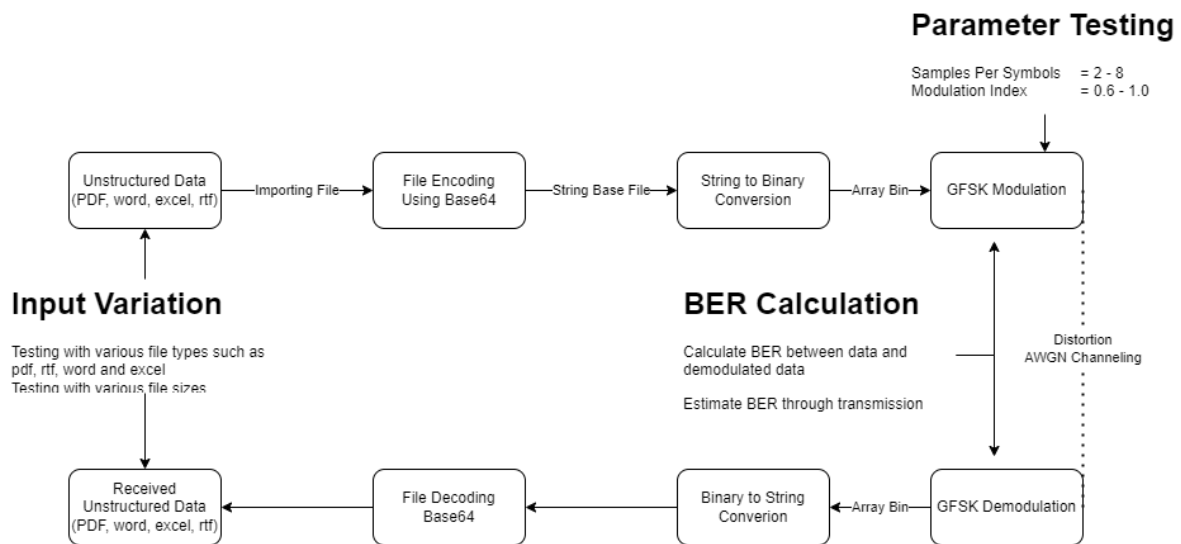 Parameter Testing
Samples Per Symbols = 2 - 8
Modulation Index = 0.6 - 1.0
Unstructured Data
(PDF, word, excel, rtf)
Importing File
File Encoding
Using Base64
String Base File
String to Binary
Conversion
Array Bin
GFSK Modulation
Input Variation
Testing with various file types such as
pdf, rtf, word and excel
Testing with various file sizes
BER Calculation
Calculate BER between data and
demodulated data
Estimate BER through transmission
Distortion
AWGN Channeling
Received
Unstructured Data
(PDF, word, excel, rtf)
File Decoding
Base64
Binary to String
Converion
Array Bin
GFSK Demodulation